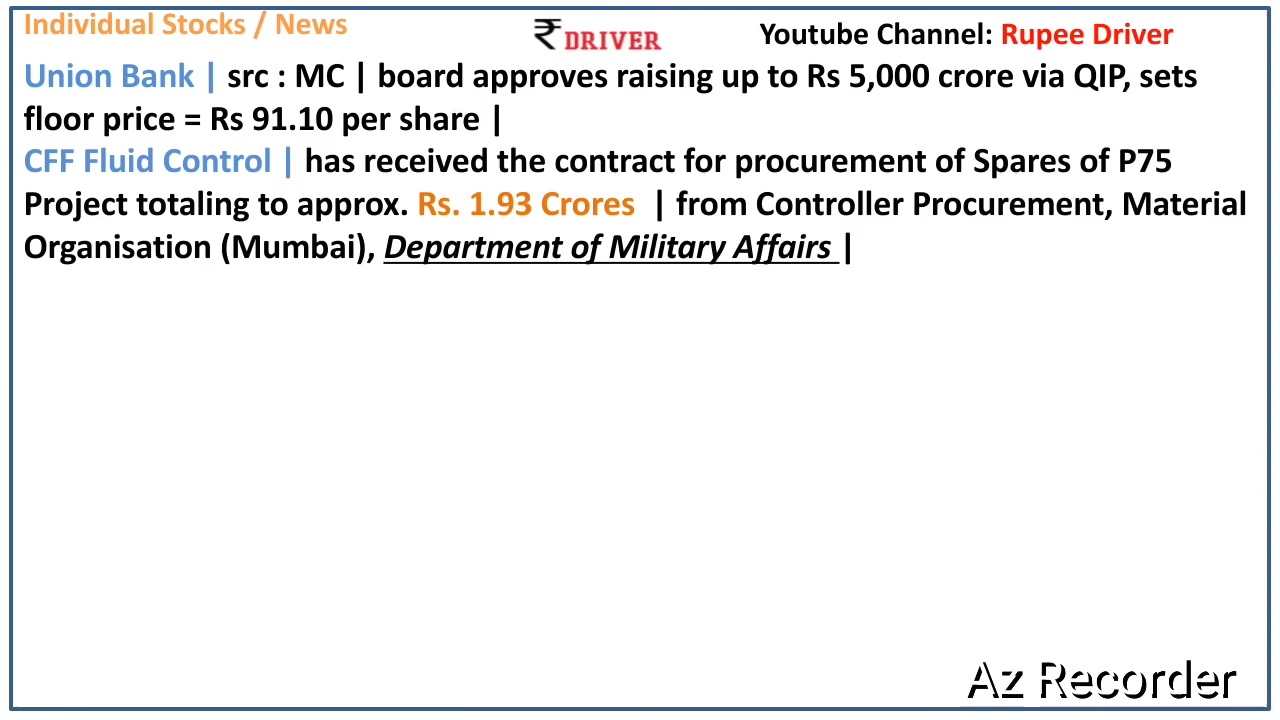 Individual Stocks / News
₹ DRIVER
Youtube Channel: Rupee Driver
Union Bank | src : MC | board approves raising up to Rs 5,000 crore via QIP, sets
floor price = Rs 91.10 per share |
CFF Fluid Control | has received the contract for procurement of Spares of P75
Project totaling to approx. Rs. 1.93 Crores | from Controller Procurement, Material
Organisation (Mumbai), Department of Military Affairs |
Az Recorder